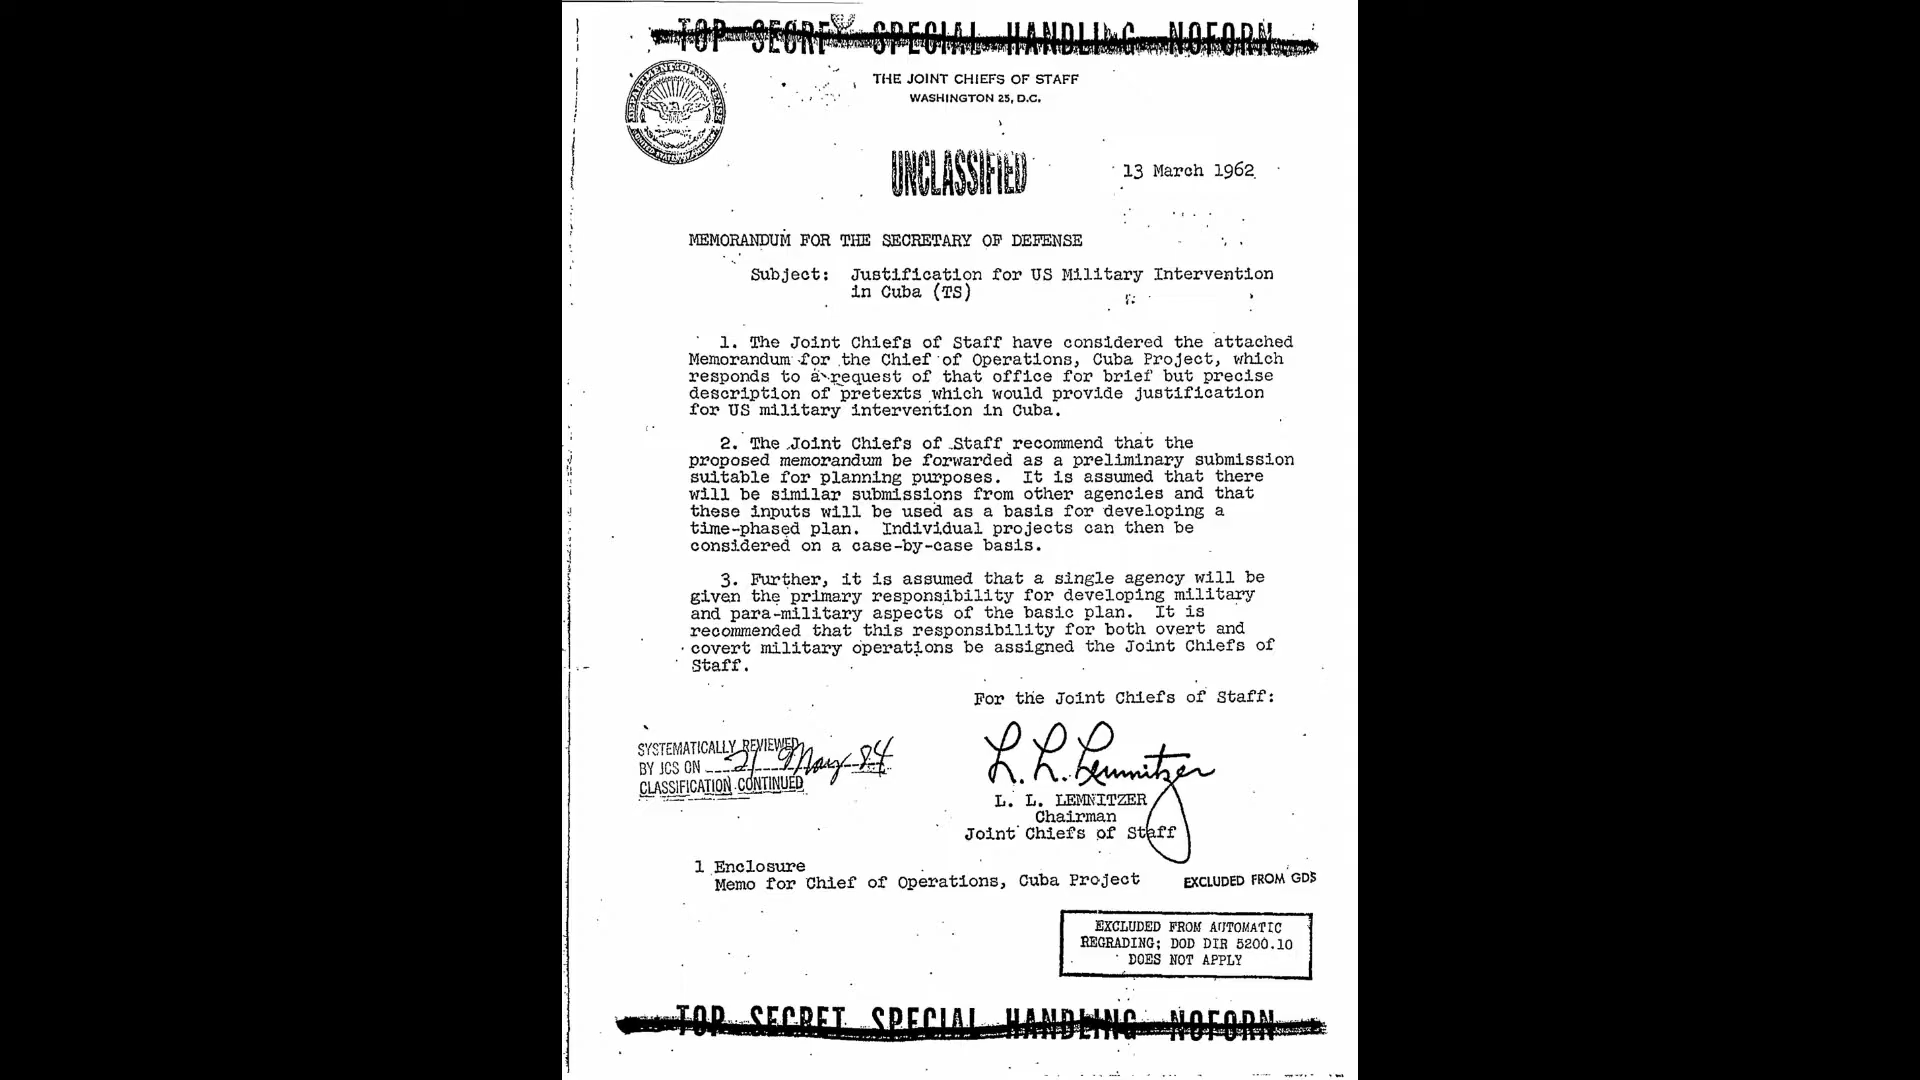 TOP SECRET SPECIAL HANDLING NOFORN
THE JOINT CHIEFS OF STAFF
WASHINGTON 25, D.C.
UNCLASSIFIED
13 March 1962
MEMORANDUM FOR THE SECRETARY OF DEFENSE
Subject: Justification for US Military Intervention
in Cuba (TS)
1. The Joint Chiefs of Staff have considered the attached
Memorandum for the Chief of Operations, Cuba Project, which
responds to a request of that office for brief but precise
description of pretexts which would provide justification
for US military intervention in Cuba.
2. The Joint Chiefs of Staff recommend that the
proposed memorandum be forwarded as a preliminary submission
suitable for planning purposes. It is assumed that there
will be similar submissions from other agencies and that
these inputs will be used as a basis for developing a
time-phased plan. Individual projects can then be
considered on a case-by-case basis.
3. Further, it is assumed that a single agency will be
given the primary responsibility for developing military
and para-military aspects of the basic plan. It is
recommended that this responsibility for both overt and
covert military operations be assigned the Joint Chiefs of
Staff.
For the Joint Chiefs of Staff:
SYSTEMATICALLY REVIEWED
BY JCS ON 21 May 84
CLASSIFICATION CONTINUED
L. L. Lemnitzer
L. L. LEMNITZER
Chairman
Joint Chiefs of Staff
1 Enclosure
Memo for Chief of Operations, Cuba Project
EXCLUDED FROM GDS
EXCLUDED FROM AUTOMATIC
REGRADING; DOD DIR 5200.10
DOES NOT APPLY
TOP SECRET SPECIAL HANDLING NOFORN